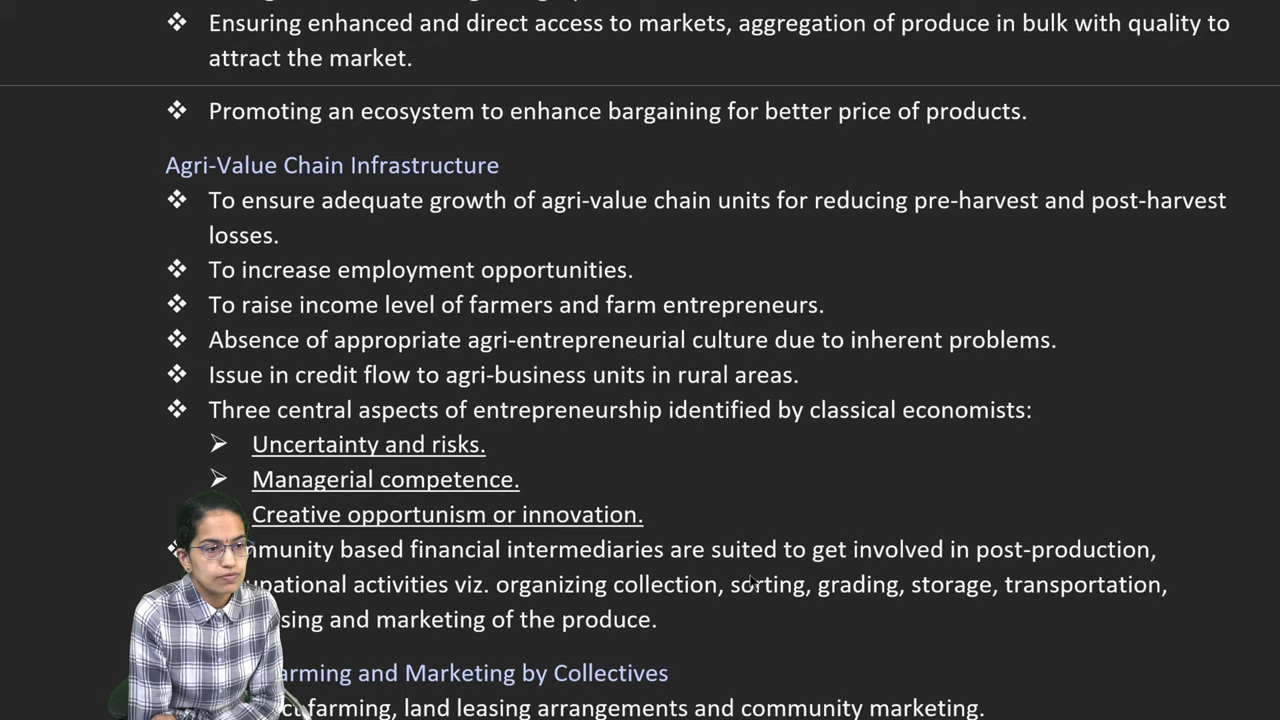 ❖ Ensuring enhanced and direct access to markets, aggregation of produce in bulk with quality to
attract the market.
❖ Promoting an ecosystem to enhance bargaining for better price of products.
Agri-Value Chain Infrastructure
❖ To ensure adequate growth of agri-value chain units for reducing pre-harvest and post-harvest
losses.
❖ To increase employment opportunities.
❖ To raise income level of farmers and farm entrepreneurs.
❖ Absence of appropriate agri-entrepreneurial culture due to inherent problems.
❖ Issue in credit flow to agri-business units in rural areas.
❖ Three central aspects of entrepreneurship identified by classical economists:
➢ Uncertainty and risks.
➢ Managerial competence.
Creative opportunism or innovation.
based financial intermediaries are suited to get involved in post-production,
activities viz. organizing collection, sorting, grading, storage, transportation,
and marketing of the produce.
and Marketing by Collectives
farming, land leasing arrangements and community marketing.